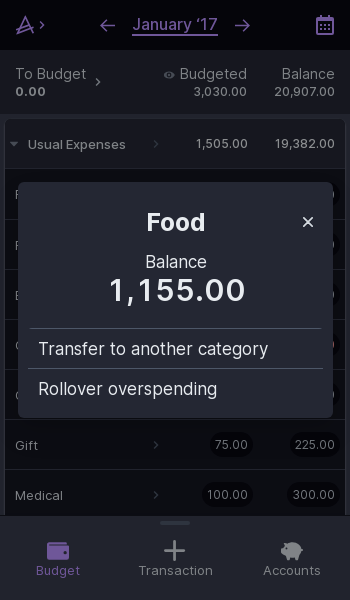 January ‘17
To Budget
0.00
Budgeted
3,030.00
Balance
20,907.00
Usual Expenses 1,505.00 19,382.00
Food
Balance
1,155.00
Transfer to another category
Rollover overspending
Gift 75.00 225.00
Medical 100.00 300.00
Budget
Transaction
Accounts